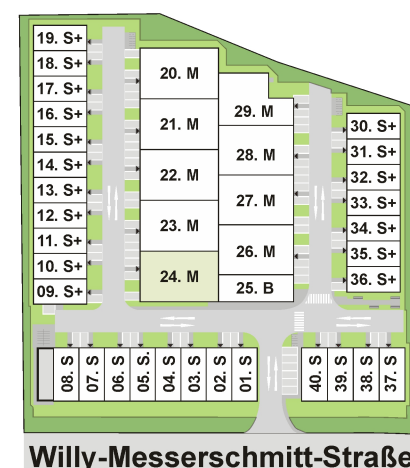 19. S+
18. S+
17. S+
16. S+
15. S+
14. S+
13. S+
12. S+
11. S+
10. S+
09. S+
20. M
21. M
22. M
23. M
24. M
29. M
28. M
27. M
26. M
25. B
30. S+
31. S+
32. S+
33. S+
34. S+
35. S+
36. S+
08. S
07. S
06. S
05. S.
04. S
03. S
02. S
01. S
40. S
39. S
38. S
37. S
Willy-Messerschmitt-Straße